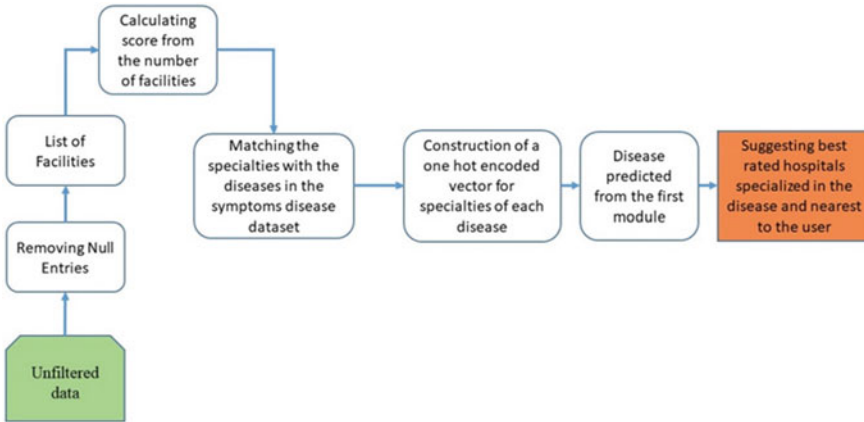 Calculating
score from
the number
of facilities
List of
Facilities
Removing Null
Entries
Unfiltered
data
Matching the
specialties with the
diseases in the
symptoms disease
dataset
Construction of a
one hot encoded
vector for
specialties of each
disease
Disease
predicted
from the first
module
Suggesting best
rated hospitals
specialized in the
disease and nearest
to the user